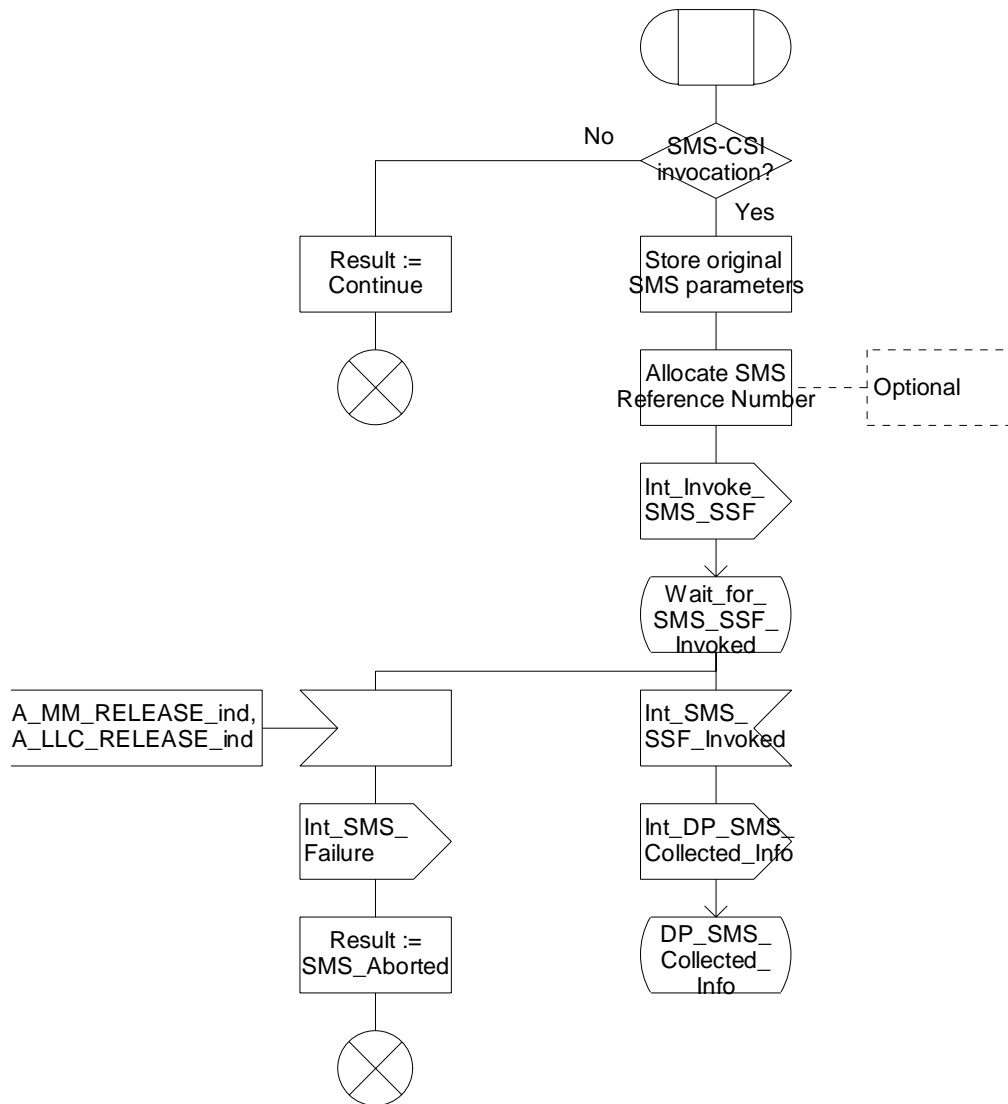 No
SMS-CSI
invocation?
Yes
Result :=
Continue
Store original
SMS parameters
Allocate SMS
Reference Number
Optional
Int_Invoke_
SMS_SSF
Wait_for_
SMS_SSF_
Invoked
A_MM_RELEASE_ind,
A_LLC_RELEASE_ind
Int_SMS_
SSF_Invoked
Int_SMS_
Failure
Int_DP_SMS_
Collected_Info
Result :=
SMS_Aborted
DP_SMS_
Collected_
Info